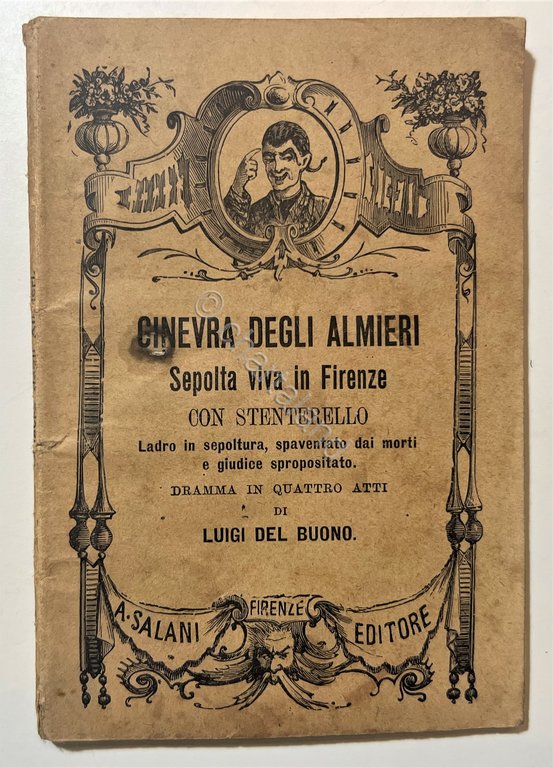 GINEVRA DEGLI ALMIERI
Sepolta viva in Firenze
CON STENTERELLO
Ladro in sepoltura, spaventato dai morti
e giudice spropositato.
DRAMMA IN QUATTRO ATTI
DI
LUIGI DEL BUONO.
A. SALANI
FIRENZE
EDITORE